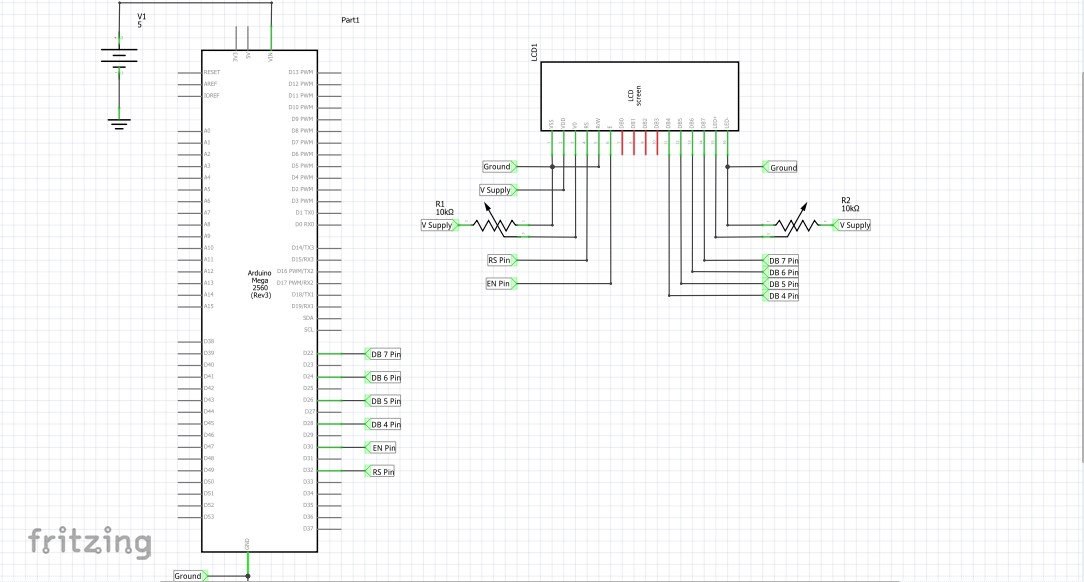 V1
5
Part1
3V3
5V
VIN
RESET
AREF
IOREF
A0
A1
A2
A3
A4
A5
A6
A7
A8
A9
A10
A11
A12
A13
A14
A15
D38
D39
D40
D41
D42
D43
D44
D45
D46
D47
D48
D49
D50
D51
D52
D53
D13 PWM
D12 PWM
D11 PWM
D10 PWM
D9 PWM
D8 PWM
D7 PWM
D6 PWM
D5 PWM
D4 PWM
D2 PWM
D3 PWM
D1 TX0
D0 RX0
D14/TX3
D15/RX3
D16 PWM/TX2
D17 PWM/RX2
D18/TX1
D19/RX1
SDA
SCL
D22
D23
D24
D25
D26
D27
D28
D29
D30
D31
D32
D33
D34
D35
D36
D37
Arduino
Mega
2560
(Rev3)
GND
Ground
DB 7 Pin
DB 6 Pin
DB 5 Pin
DB 4 Pin
EN Pin
RS Pin
LCD1
LCD
screen
VSS
VDD
V0
RS
R/W
E
DB0
DB1
DB2
DB3
DB4
DB5
DB6
DB7
LED+
LED-
Ground
V Supply
R1
10kΩ
V Supply
RS Pin
EN Pin
Ground
R2
10kΩ
V Supply
DB 7 Pin
DB 6 Pin
DB 5 Pin
DB 4 Pin
fritzing